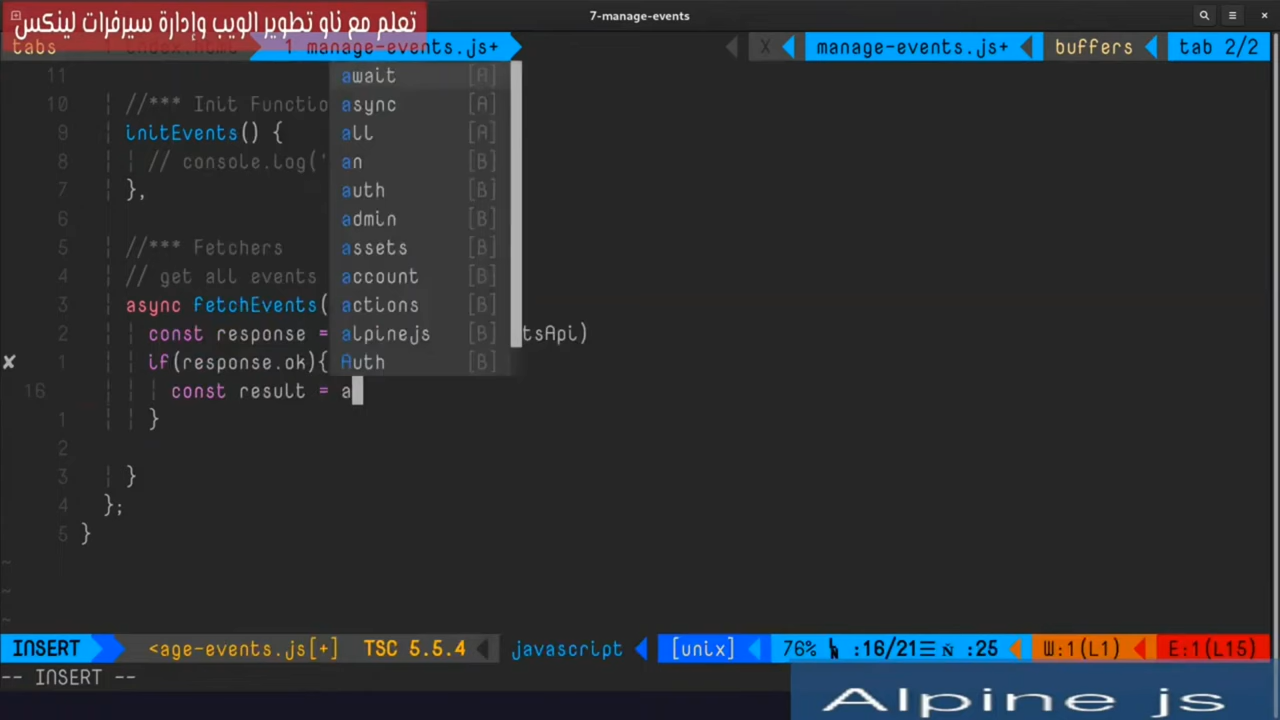 7-manage-events
تعلم مع ناو تطوير الويب وإدارة سيرفرات لينكس
tabs index.html 1 manage-events.js+ X manage-events.js+ buffers tab 2/2
11 await [A]
10 //*** Init Functio async [A]
9 initEvents() { all [A]
8 // console.log(' an [B]
7 }, auth [B]
6 admin [B]
5 //*** Fetchers assets [B]
4 // get all events account [B]
3 async fetchEvents( actions [B]
2 const response = alpinejs [B] tsApi)
✗ 1 if(response.ok){ Auth [B]
16 const result = a
1 }
2
3 }
4 };
5 }
~
~
~
INSERT <age-events.js[+] TSC 5.5.4 javascript [unix] 76% :16/21☰ :25 W:1(L1) E:1(L15)
-- INSERT --
Alpine js